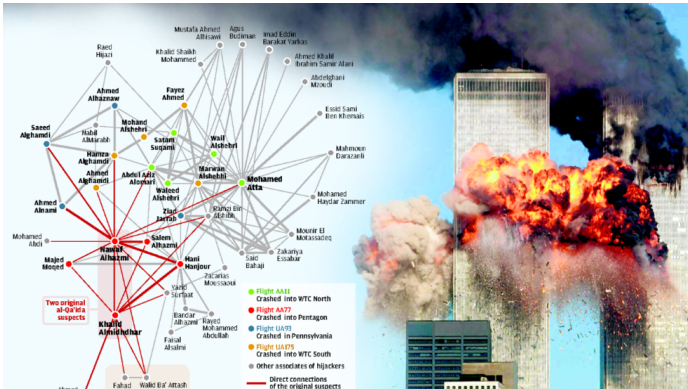 Mustafa Ahmed
Alhisawi
Agus
Budiman
Imad Eddin
Barakat Yarkas
Raed
Hijazi
Khalid Shaikh
Mohammed
Ahmed Khalil
Ibrahim Samir Alani
Abdelghani
Mzoudi
Ahmed
Alhaznawi
Fayez
Ahmed
Essid Sami
Ben Khemais
Saeed
Alghamdi
Nabil
AlMarabh
Mohand
Alshehri
Satam
Suqami
Wail
Alshehri
Mahmoun
Darazanli
Hamza
Alghamdi
Abdul Aziz
Alomari
Marwan
Alshehhi
Mohamed
Atta
Ahmed
Alghamdi
Waleed
Alshehri
Mohamed
Haydar Zammer
Ahmed
Alnami
Ziad
Jarrah
Ramzi Bin
Alshibh
Mounir El
Motassadeq
Mohamed
Abdi
Nawaf
Alhazmi
Salem
Alhazmi
Said
Bahaji
Zakariya
Essabar
Majed
Moqed
Hani
Hanjour
Zacarias
Moussaoui
Two original
al-Qa'ida
suspects
Bandar
Alhazmi
Rayed
Mohammed
Abdullah
Khalid
Almidhdhar
Faisal
Alsalmi
Flight AA11
Crashed into WTC North
Flight AA77
Crashed into Pentagon
Flight UA93
Crashed in Pennsylvania
Flight UA175
Crashed into WTC South
Other associates of hijackers
Direct connections
of the original suspects
Fahad
Walid Ba' Attash